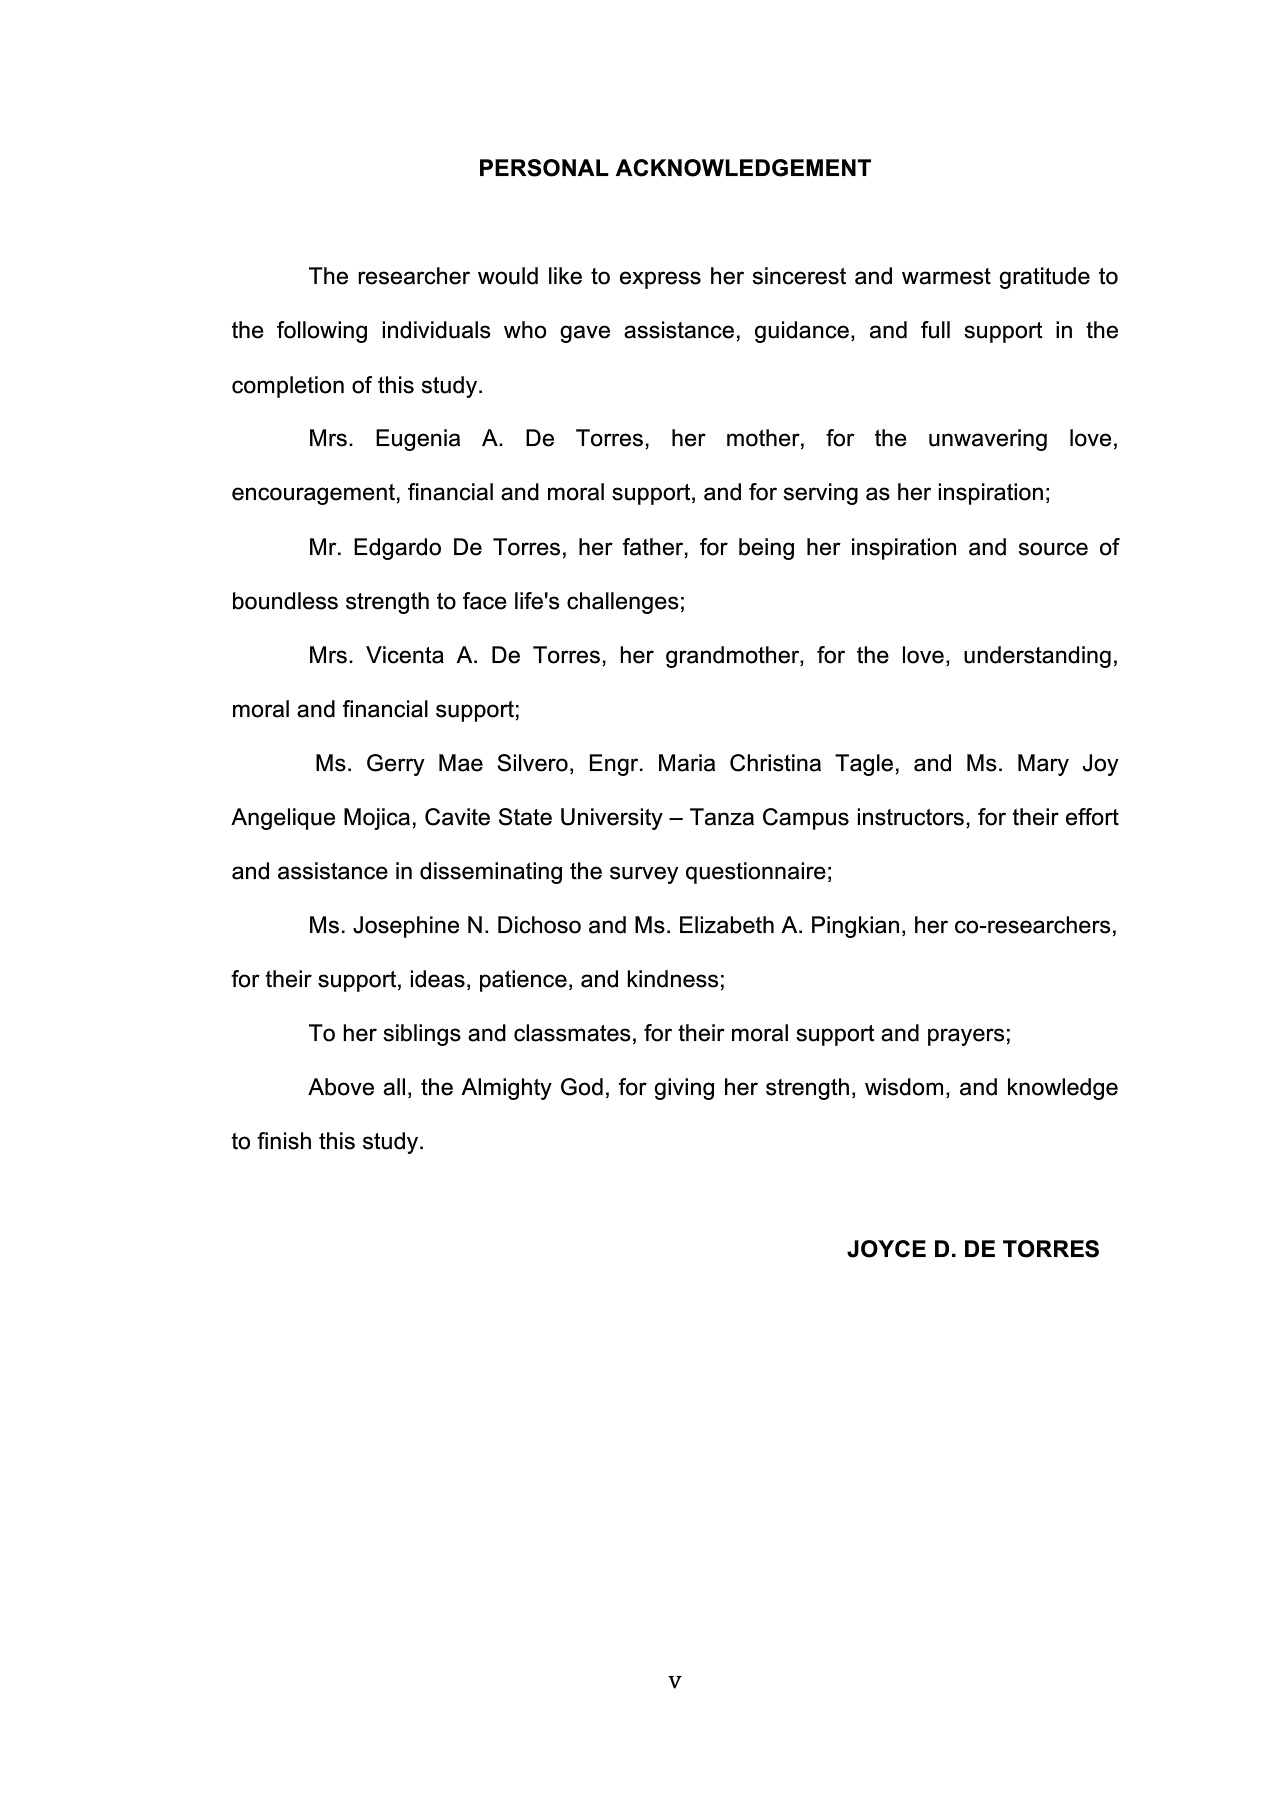 PERSONAL ACKNOWLEDGEMENT
The researcher would like to express her sincerest and warmest gratitude to
the following individuals who gave assistance, guidance, and full support in the
completion of this study.
Mrs. Eugenia A. De Torres, her mother, for the unwavering love,
encouragement, financial and moral support, and for serving as her inspiration;
Mr. Edgardo De Torres, her father, for being her inspiration and source of
boundless strength to face life's challenges;
Mrs. Vicenta A. De Torres, her grandmother, for the love, understanding,
moral and financial support;
Ms. Gerry Mae Silvero, Engr. Maria Christina Tagle, and Ms. Mary Joy
Angelique Mojica, Cavite State University – Tanza Campus instructors, for their effort
and assistance in disseminating the survey questionnaire;
Ms. Josephine N. Dichoso and Ms. Elizabeth A. Pingkian, her co-researchers,
for their support, ideas, patience, and kindness;
To her siblings and classmates, for their moral support and prayers;
Above all, the Almighty God, for giving her strength, wisdom, and knowledge
to finish this study.
JOYCE D. DE TORRES
v